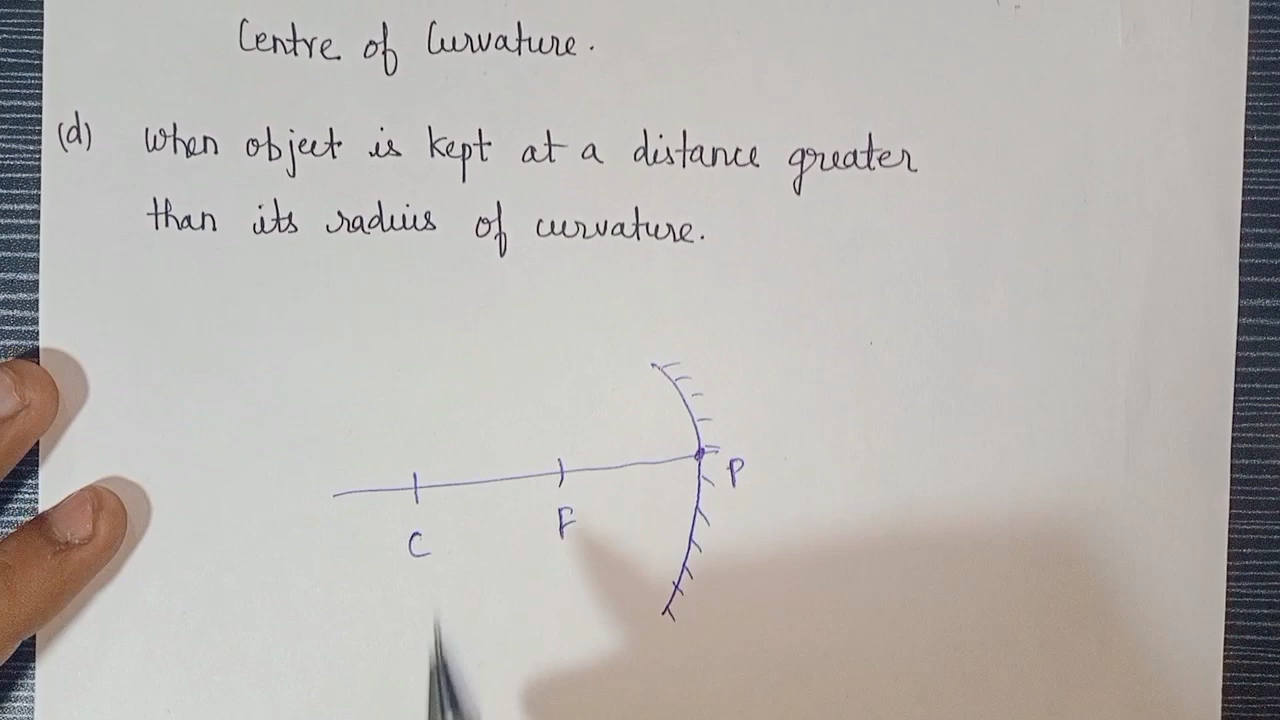 Centre of Curvature.
(d) When object is kept at a distance greater
than its radius of curvature.
P
F
C